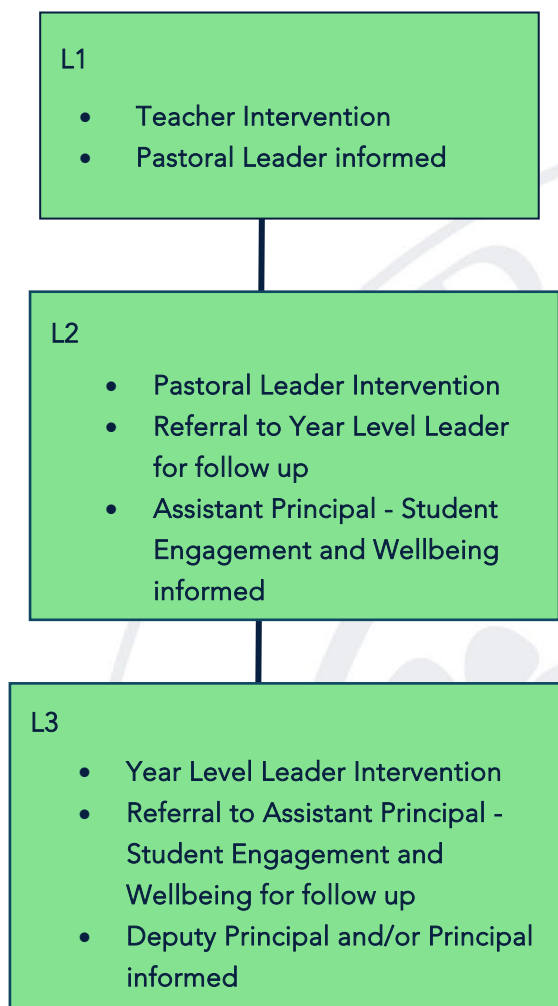 L1
• Teacher Intervention
• Pastoral Leader informed
L2
• Pastoral Leader Intervention
• Referral to Year Level Leader
for follow up
• Assistant Principal - Student
Engagement and Wellbeing
informed
L3
• Year Level Leader Intervention
• Referral to Assistant Principal -
Student Engagement and
Wellbeing for follow up
• Deputy Principal and/or Principal
informed